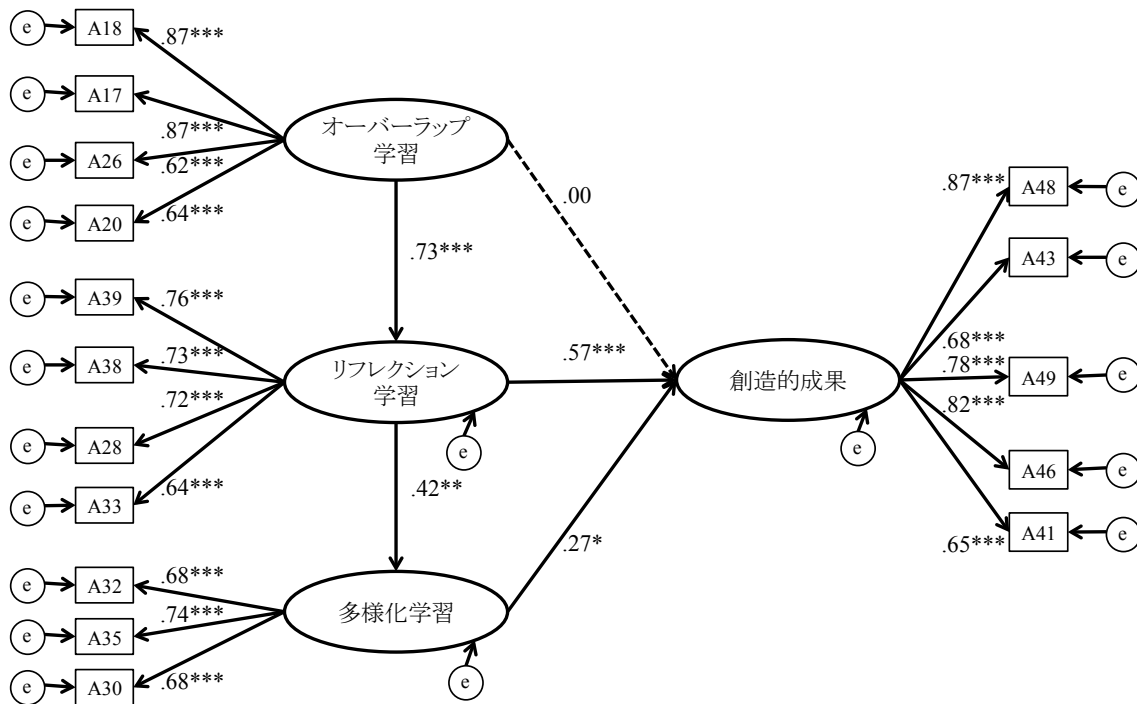 e
A18
.87***
e
A17
.87***
e
A26
.62***
e
A20
.64***
オーバーラップ
学習
.00
.73***
e
A39
.76***
e
A38
.73***
e
A28
.72***
e
A33
.64***
リフレクション
学習
e
.57***
.42**
e
A32
.68***
e
A35
.74***
e
A30
.68***
多様化学習
e
.27*
創造的成果
e
.87***
A48
e
A43
e
.68***
.78***
A49
e
.82***
A46
e
.65***
A41
e